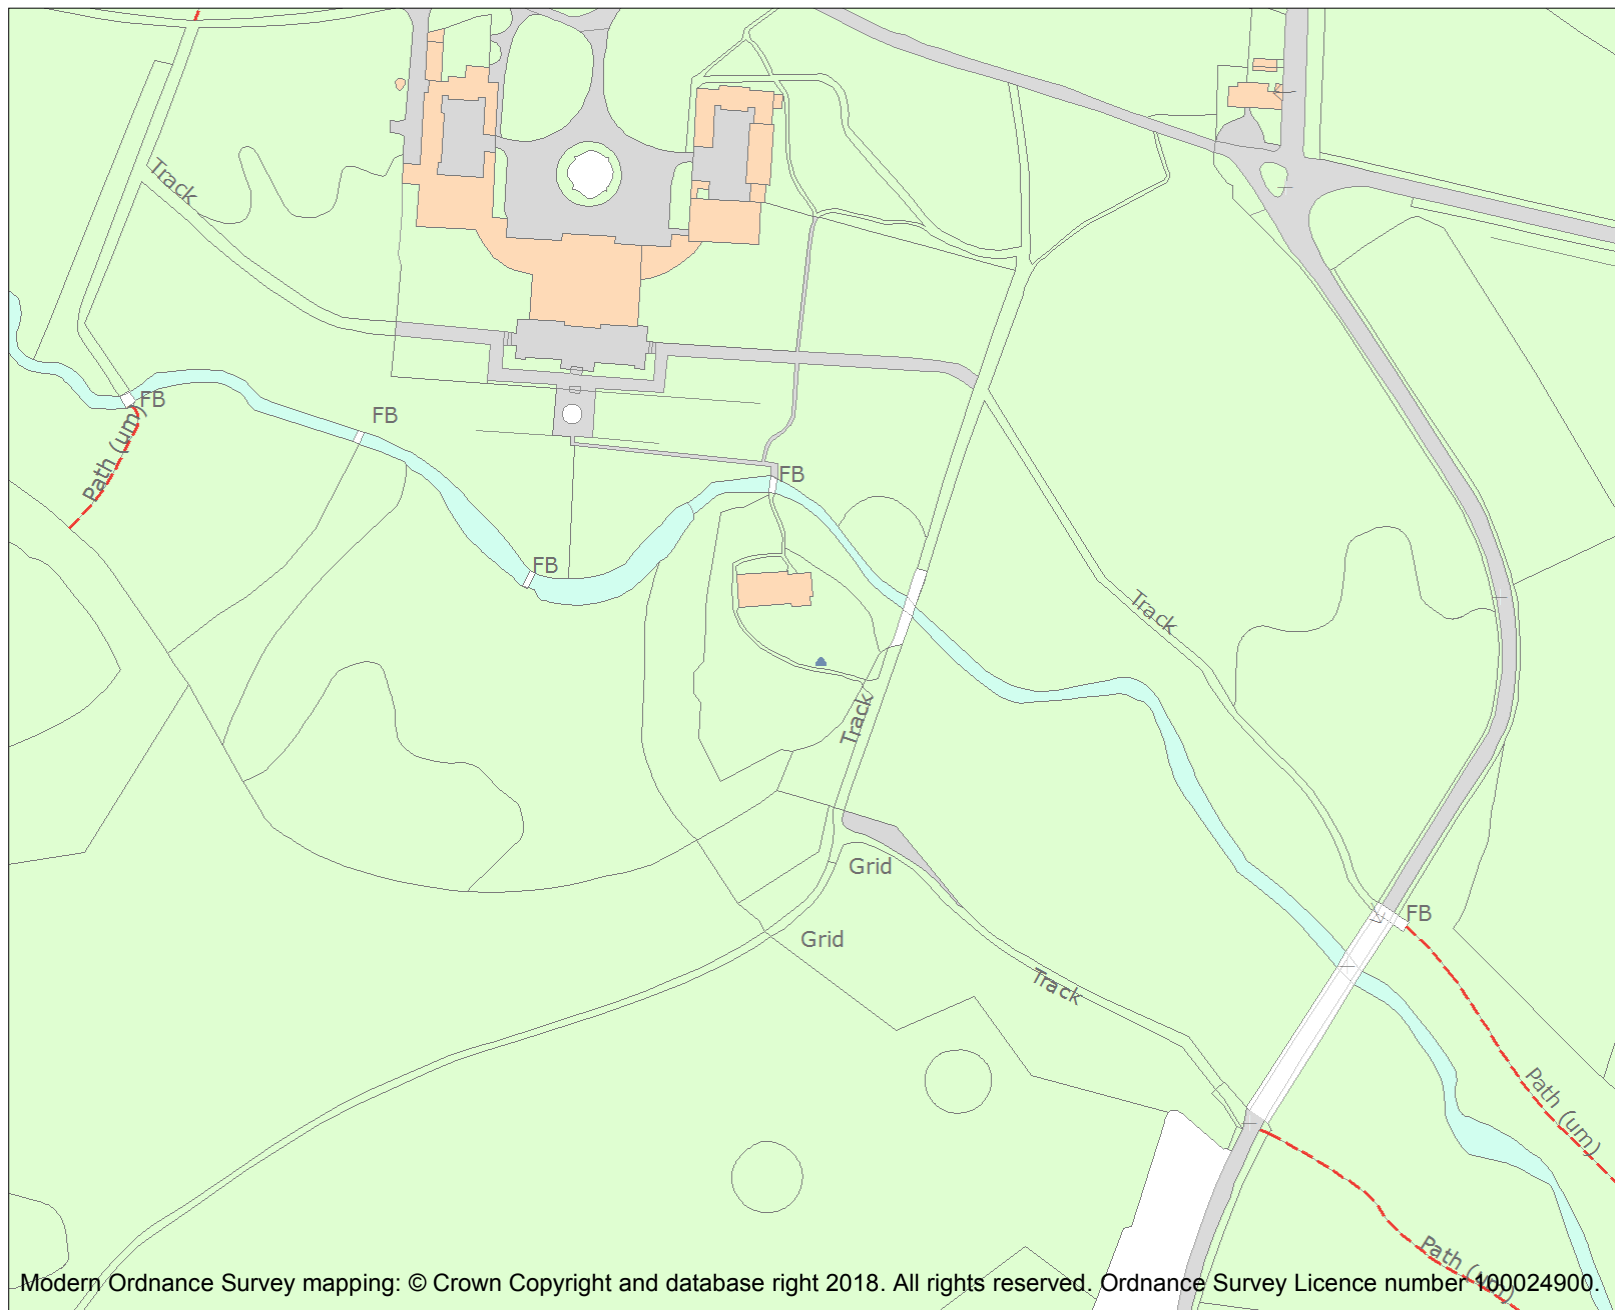 Track
FB
FB
Path (um)
FB
FB
Track
Track
Grid
FB
Grid
Track
Path (um)
Path (um)
Modern Ordnance Survey mapping: © Crown Copyright and database right 2018. All rights reserved. Ordnance Survey Licence number 100024900.